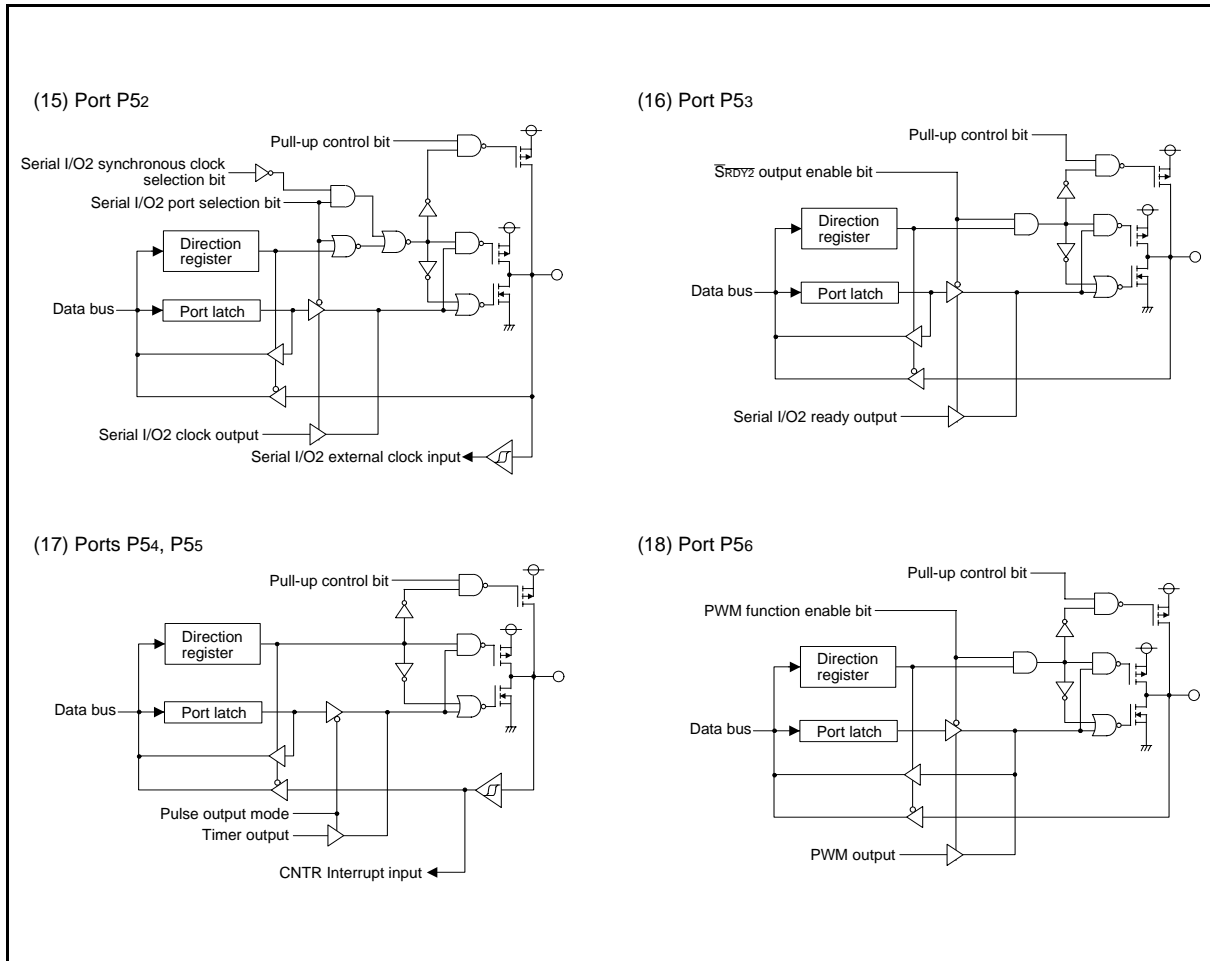 (15) Port P52
Pull-up control bit
Serial I/O2 synchronous clock
selection bit
Serial I/O2 port selection bit
Direction
register
Data bus
Port latch
Serial I/O2 clock output
Serial I/O2 external clock input
(16) Port P53
Pull-up control bit
SRDY2 output enable bit
Direction
register
Data bus
Port latch
Serial I/O2 ready output
(17) Ports P54, P55
Pull-up control bit
Direction
register
Data bus
Port latch
Pulse output mode
Timer output
CNTR Interrupt input
(18) Port P56
Pull-up control bit
PWM function enable bit
Direction
register
Data bus
Port latch
PWM output